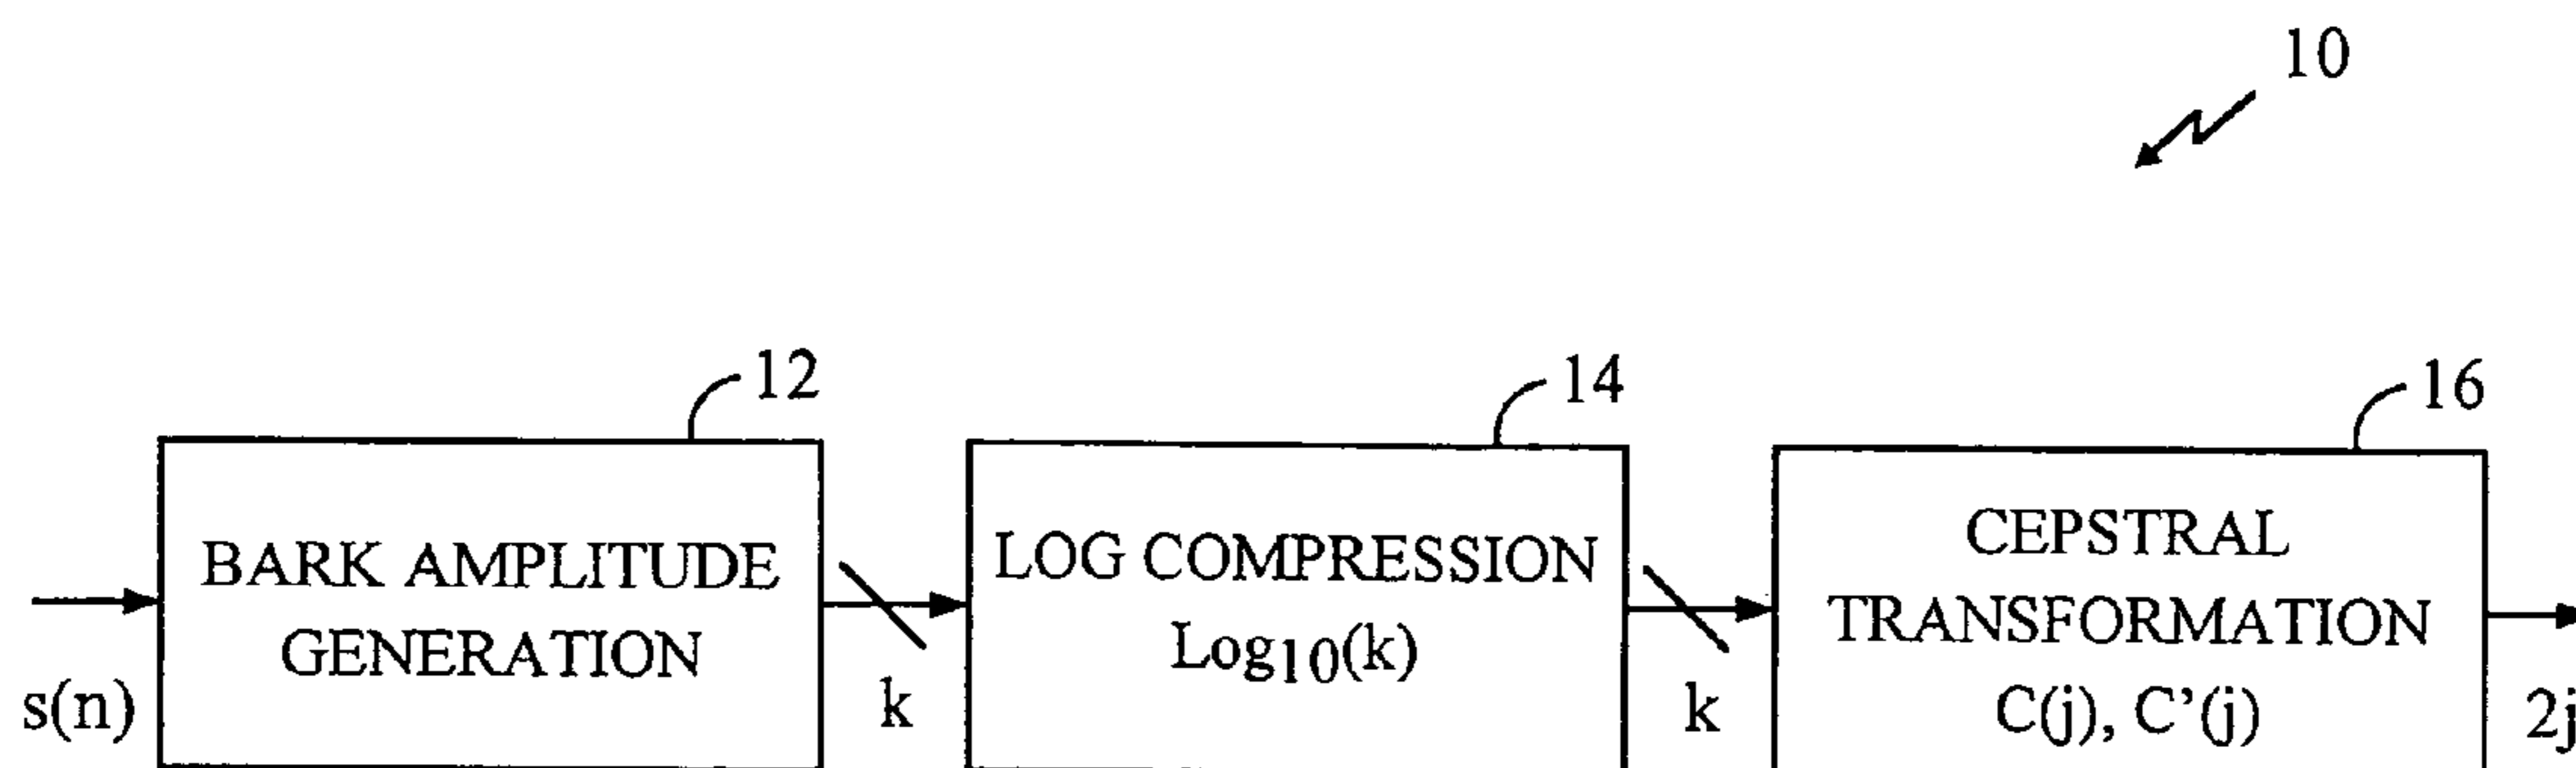 10
12
14
16
BARK AMPLITUDE
GENERATION
LOG COMPRESSION
Log10(k)
CEPSTRAL
TRANSFORMATION
C(j), C'(j)
s(n)
k
k
2j